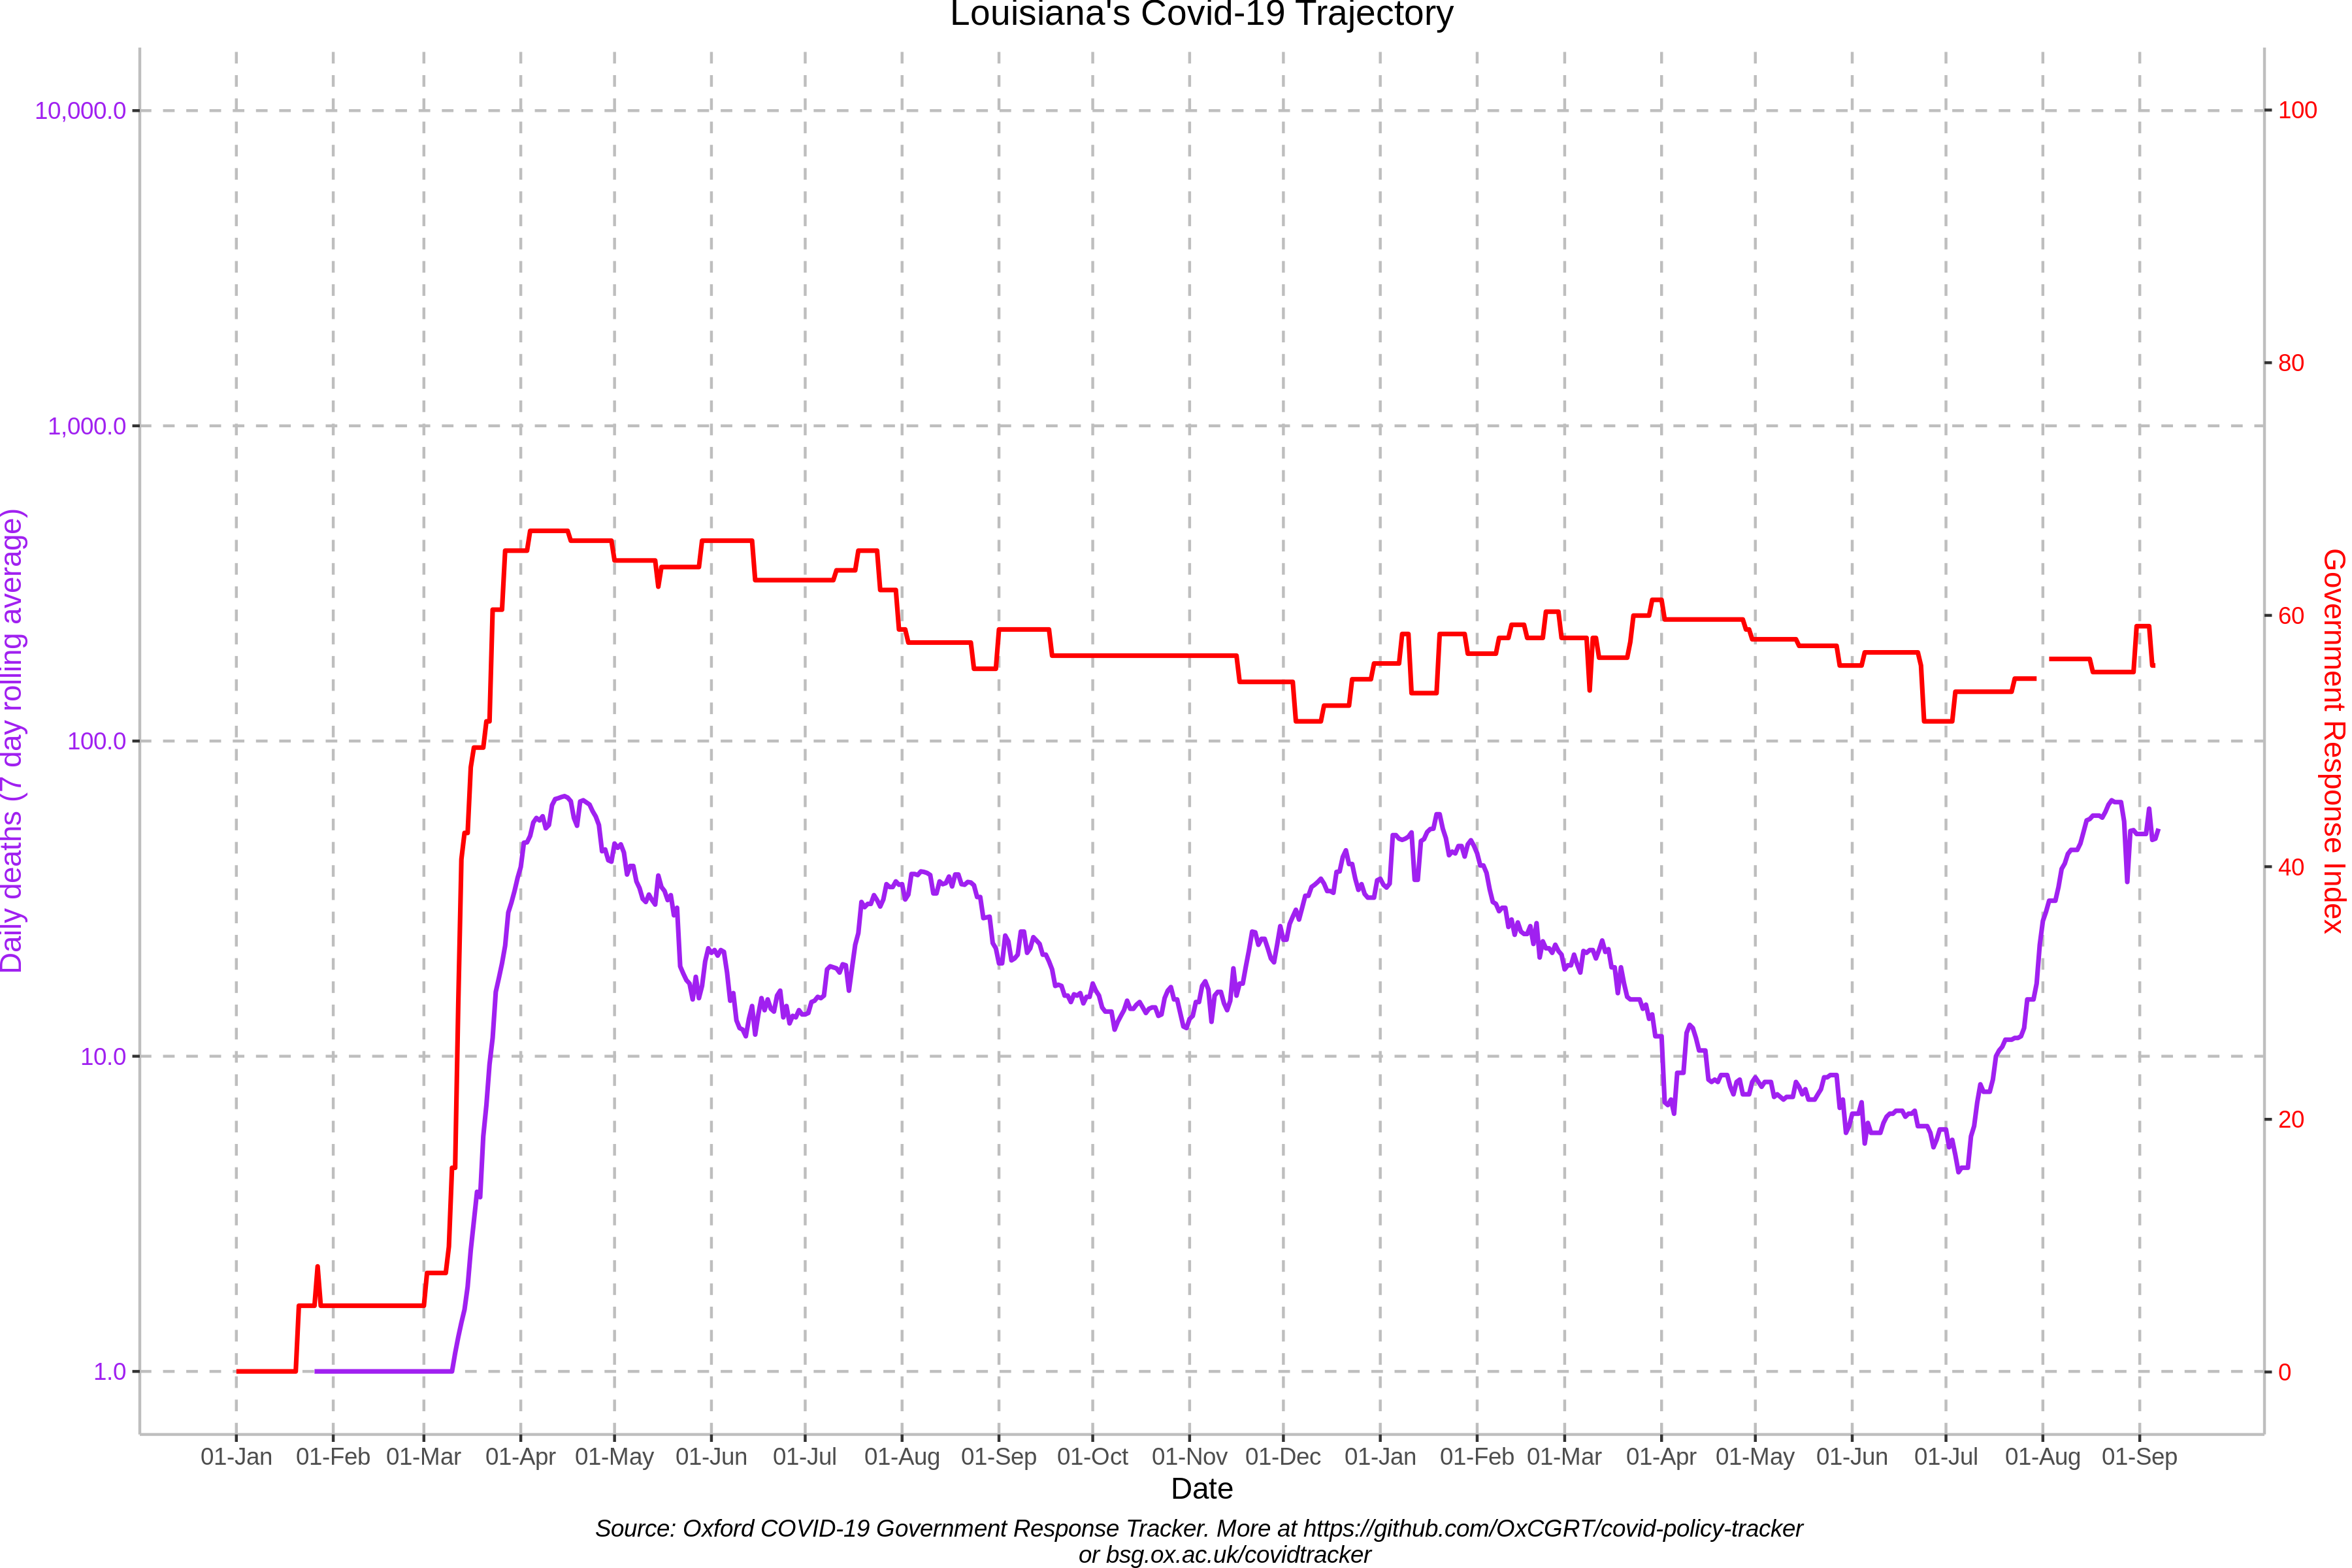 Louisiana's Covid-19 Trajectory
10,000.0
1,000.0
100.0
10.0
1.0
Daily deaths (7 day rolling average)
100
80
60
40
20
0
Government Response Index
01-Jan 01-Feb 01-Mar 01-Apr 01-May 01-Jun 01-Jul 01-Aug 01-Sep 01-Oct 01-Nov 01-Dec 01-Jan 01-Feb 01-Mar 01-Apr 01-May 01-Jun 01-Jul 01-Aug 01-Sep
Date
Source: Oxford COVID-19 Government Response Tracker. More at https://github.com/OxCGRT/covid-policy-tracker
or bsg.ox.ac.uk/covidtracker